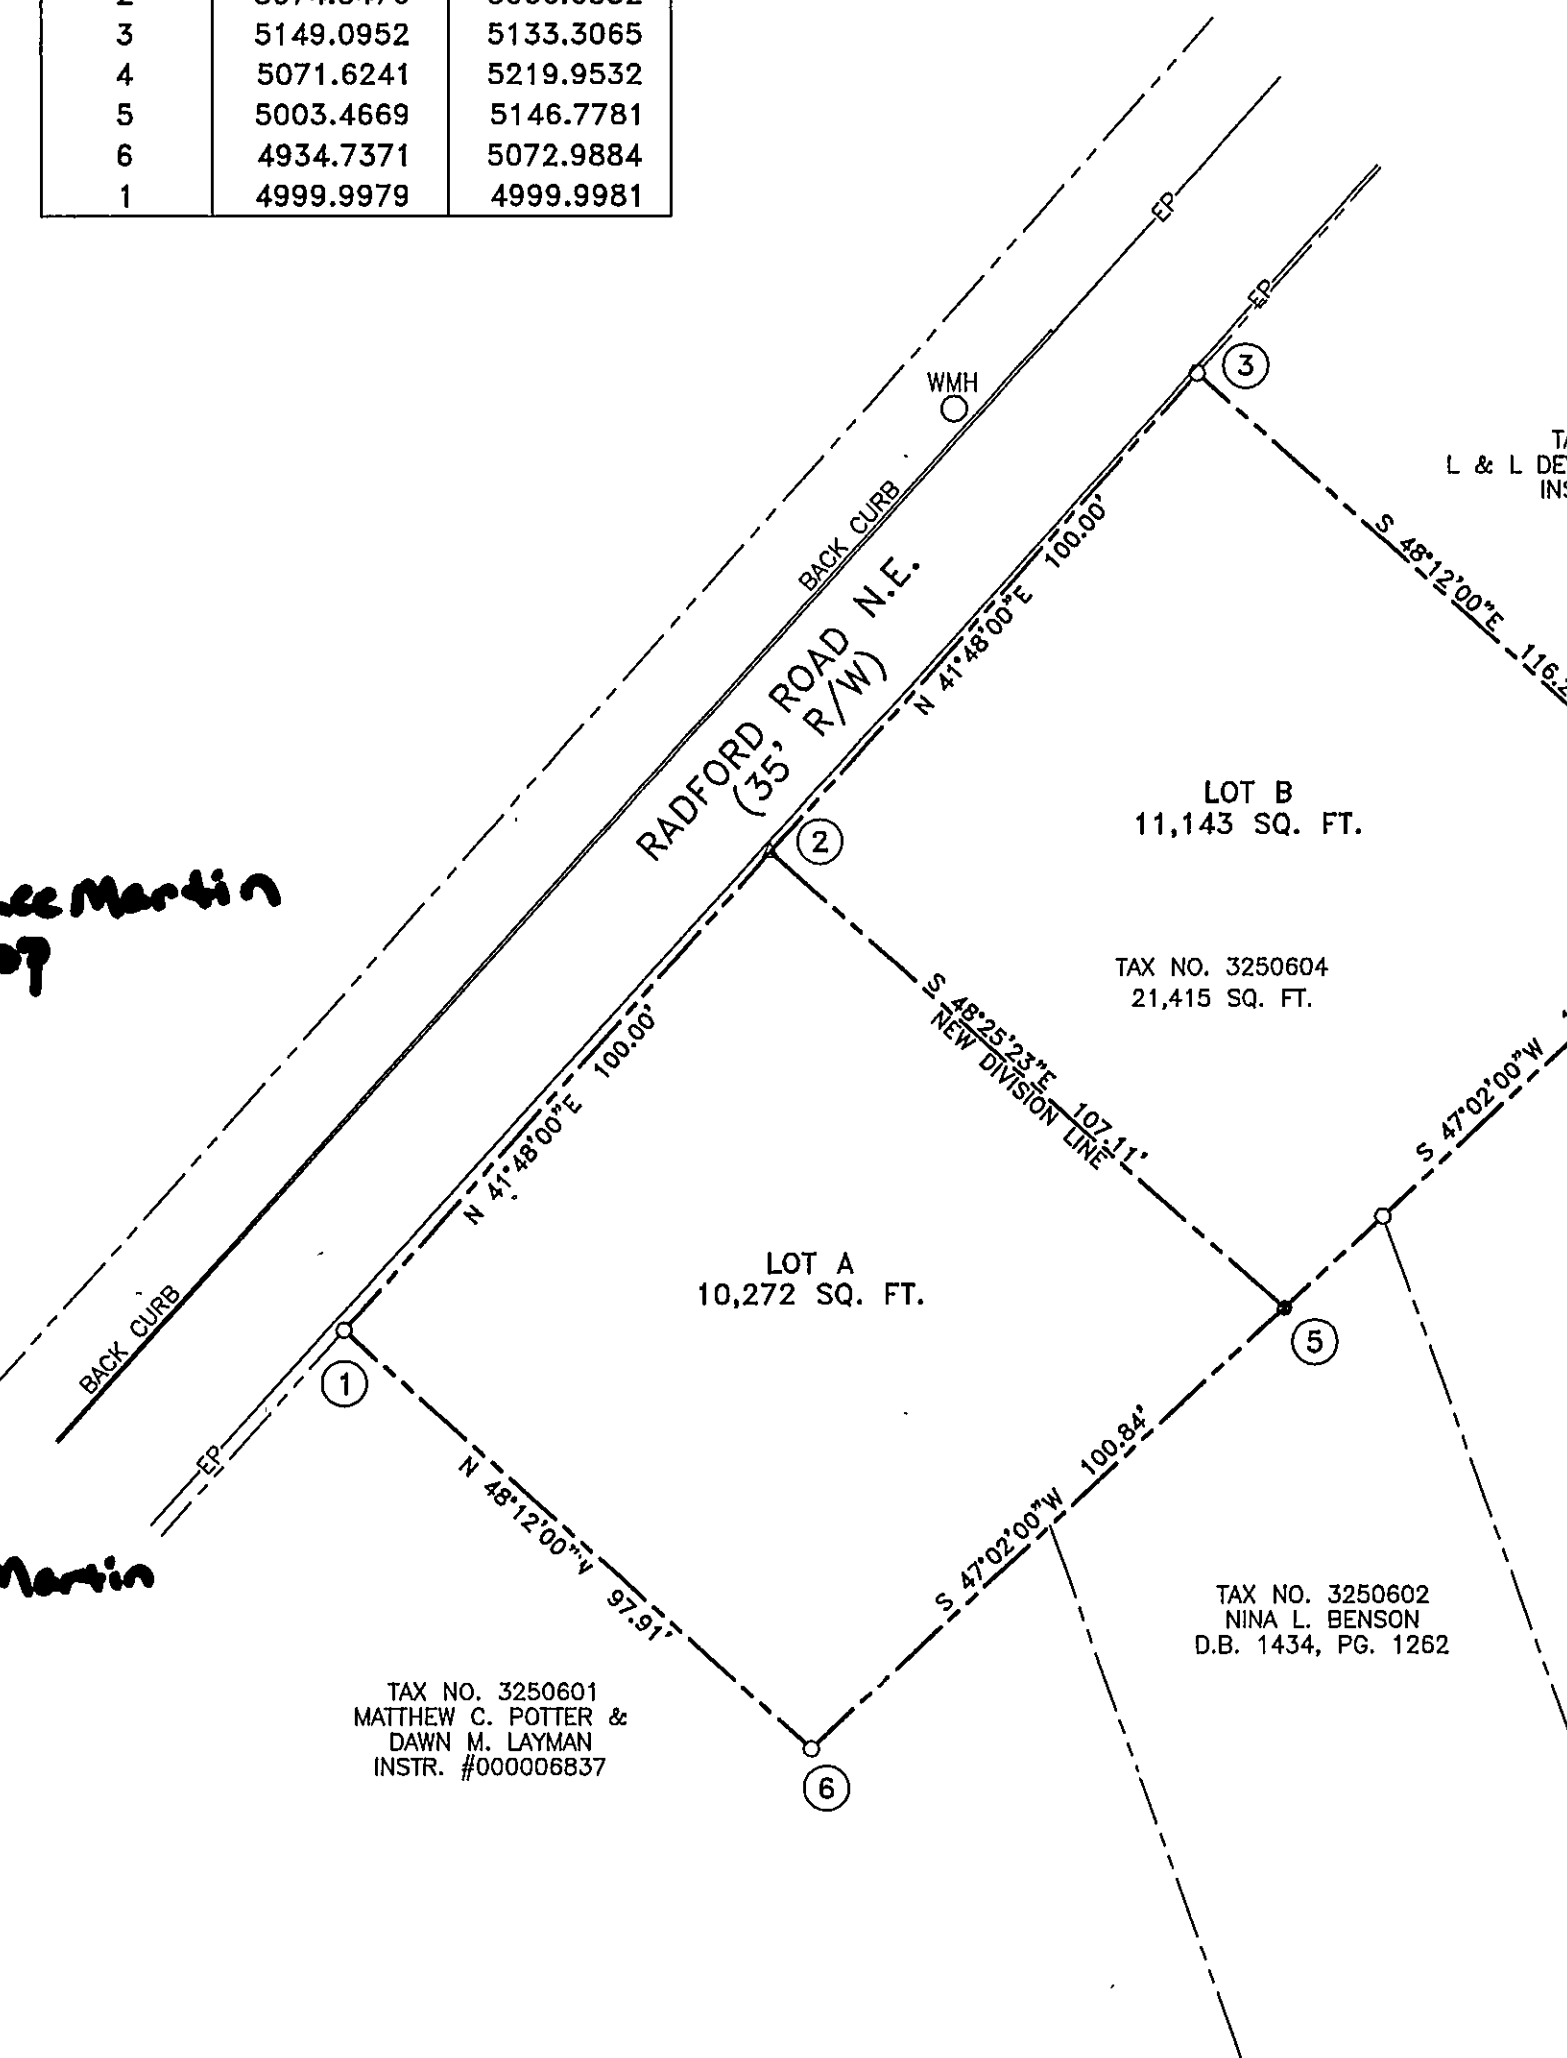 3 5149.0952 5133.3065
4 5071.6241 5219.9532
5 5003.4669 5146.7781
6 4934.7371 5072.9884
1 4999.9979 4999.9981
EP
EP
3
WMH
L & L
BACK CURB
N 41°48'00"E 100.00'
S 48°12'00"E
RADFORD ROAD N.E.
(35' R/W)
LOT B
11,143 SQ. FT.
2
Martin
TAX NO. 3250604
21,415 SQ. FT.
S 48°25'23"E 107.11'
NEW DIVISION LINE
N 41°48'00"E 100.00'
S 47°02'00"W
LOT A
10,272 SQ. FT.
5
BACK CURB
1
EP
N 48°12'00" 97.91'
S 47°02'00"W 100.84'
Martin
TAX NO. 3250602
NINA L. BENSON
D.B. 1434, PG. 1262
TAX NO. 3250601
MATTHEW C. POTTER &
DAWN M. LAYMAN
INSTR. #000006837
6